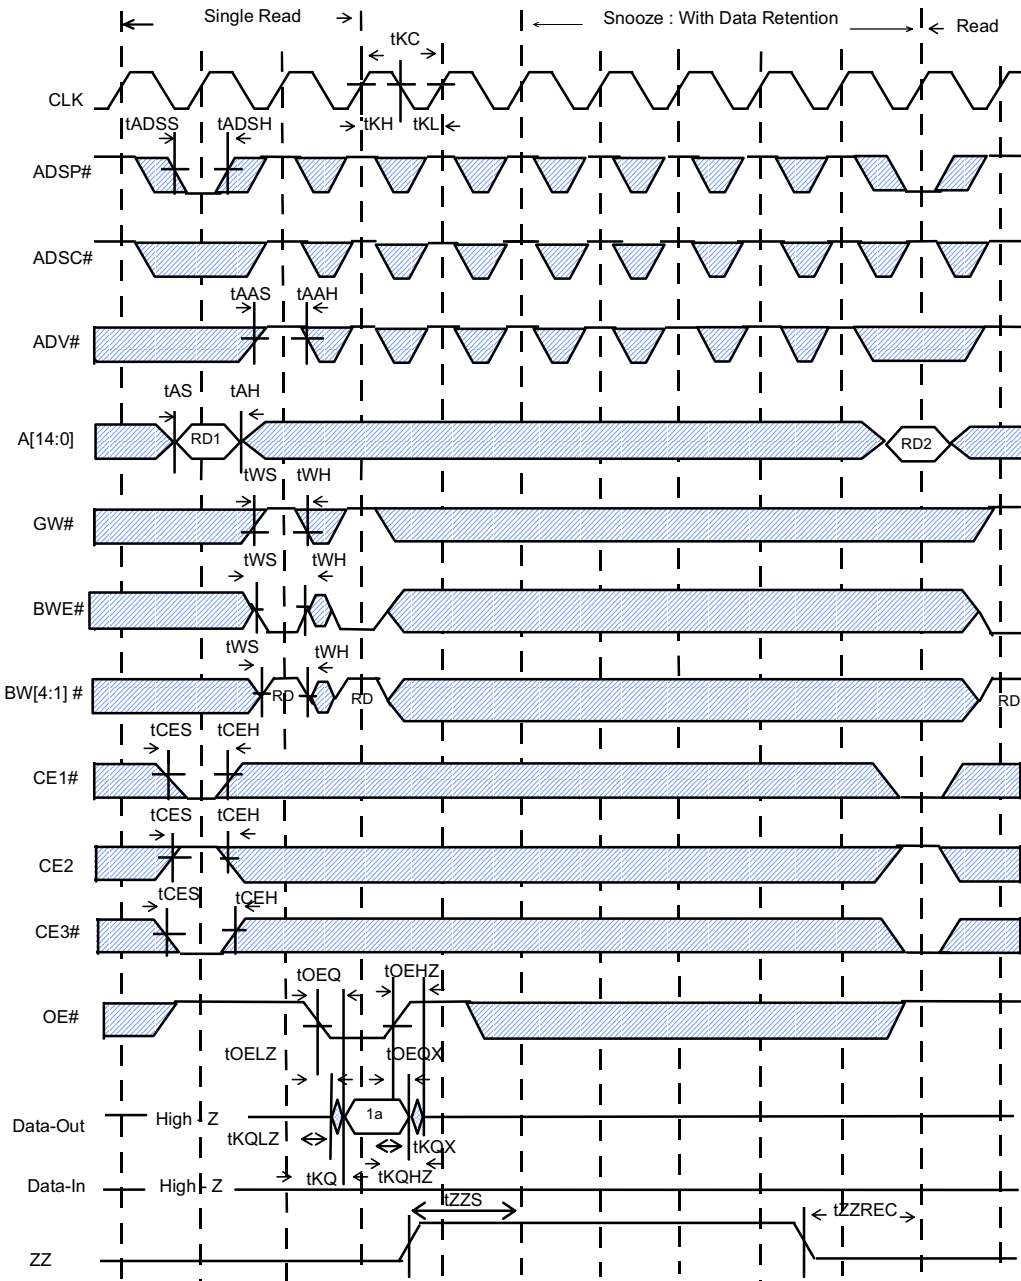 Single Read
Snooze : With Data Retention
Read
tKC
CLK
tADSS
tADSH
tKH
tKL
ADSP#
ADSC#
tAAS
tAAH
ADV#
tAS
tAH
A[14:0]
RD1
RD2
tWS
tWH
GW#
tWS
tWH
BWE#
tWS
tWH
BW[4:1] #
RD
RD
RD
tCES
tCEH
CE1#
tCES
tCEH
CE2
tCES
tCEH
CE3#
tOEQ
tOEHZ
OE#
tOELZ
tOEQX
Data-Out
High - Z
1a
tKQLZ
tKQX
tKQ
tKQHZ
Data-In
High - Z
tZZS
tZZREC
ZZ